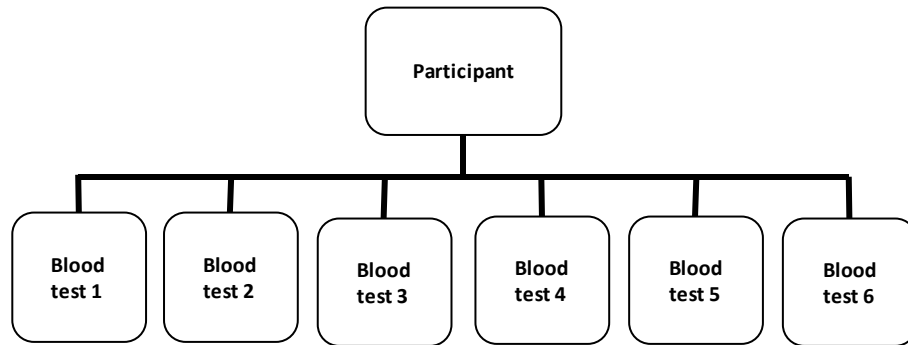 Participant
Blood
test 1
Blood
test 2
Blood
test 3
Blood
test 4
Blood
test 5
Blood
test 6